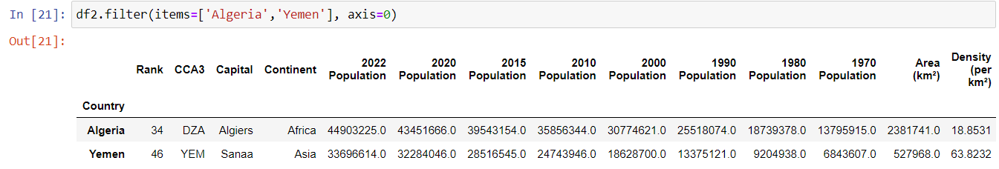 In [21]: df2.filter(items=['Algeria','Yemen'], axis=0)
Out[21]:
Rank CCA3 Capital Continent 2022 Population 2020 Population 2015 Population 2010 Population 2000 Population 1990 Population 1980 Population 1970 Population Area (km²) Density (per km²)
Country
Algeria 34 DZA Algiers Africa 44903225.0 43451666.0 39543154.0 35856344.0 30774621.0 25518074.0 18739378.0 13795915.0 2381741.0 18.8531
Yemen 46 YEM Sanaa Asia 33696614.0 32284046.0 28516545.0 24743946.0 18628700.0 13375121.0 9204938.0 6843607.0 527968.0 63.8232